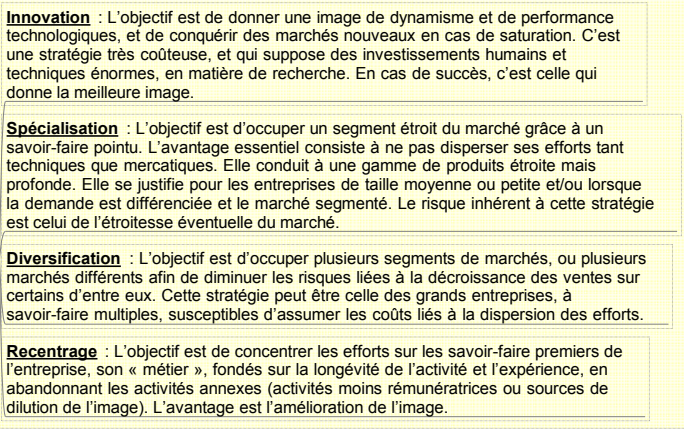 Innovation : L'objectif est de donner une image de dynamisme et de performance
technologiques, et de conquérir des marchés nouveaux en cas de saturation. C'est
une stratégie très coûteuse, et qui suppose des investissements humains et
techniques énormes, en matière de recherche. En cas de succès, c'est celle qui
donne la meilleure image.
Spécialisation : L'objectif est d'occuper un segment étroit du marché grâce à un
savoir-faire pointu. L'avantage essentiel consiste à ne pas disperser ses efforts tant
techniques que mercatiques. Elle conduit à une gamme de produits étroite mais
profonde. Elle se justifie pour les entreprises de taille moyenne ou petite et/ou lorsque
la demande est différenciée et le marché segmenté. Le risque inhérent à cette stratégie
est celui de l'étroitesse éventuelle du marché.
Diversification : L'objectif est d'occuper plusieurs segments de marchés, ou plusieurs
marchés différents afin de diminuer les risques liées à la décroissance des ventes sur
certains d'entre eux. Cette stratégie peut être celle des grands entreprises, à
savoir-faire multiples, susceptibles d'assumer les coûts liés à la dispersion des efforts.
Recentrage : L'objectif est de concentrer les efforts sur les savoir-faire premiers de
l'entreprise, son « métier », fondés sur la longévité de l'activité et l'expérience, en
abandonnant les activités annexes (activités moins rémunératrices ou sources de
dilution de l'image). L'avantage est l'amélioration de l'image.